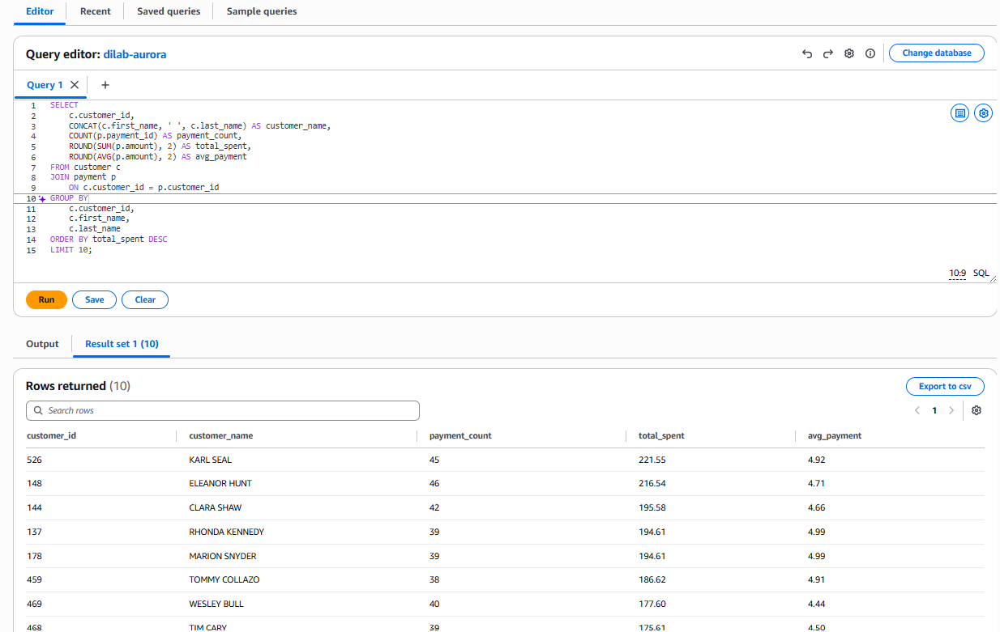 Editor Recent Saved queries Sample queries
Query editor: dilab-aurora Change database
Query 1
1 SELECT
2 c.customer_id,
3 CONCAT(c.first_name, ' ', c.last_name) AS customer_name,
4 COUNT(p.payment_id) AS payment_count,
5 ROUND(SUM(p.amount), 2) AS total_spent,
6 ROUND(AVG(p.amount), 2) AS avg_payment
7 FROM customer c
8 JOIN payment p
9 ON c.customer_id = p.customer_id
10 GROUP BY
11 c.customer_id,
12 c.first_name,
13 c.last_name
14 ORDER BY total_spent DESC
15 LIMIT 10;
10:9 SQL
Run Save Clear
Output Result set 1 (10)
Rows returned (10) Export to csv
Search rows 1
customer_id customer_name payment_count total_spent avg_payment
526 KARL SEAL 45 221.55 4.92
148 ELEANOR HUNT 46 216.54 4.71
144 CLARA SHAW 42 195.58 4.66
137 RHONDA KENNEDY 39 194.61 4.99
178 MARION SNYDER 39 194.61 4.99
459 TOMMY COLLAZO 38 186.62 4.91
469 WESLEY BULL 40 177.60 4.44
468 TIM CARY 39 175.61 4.50